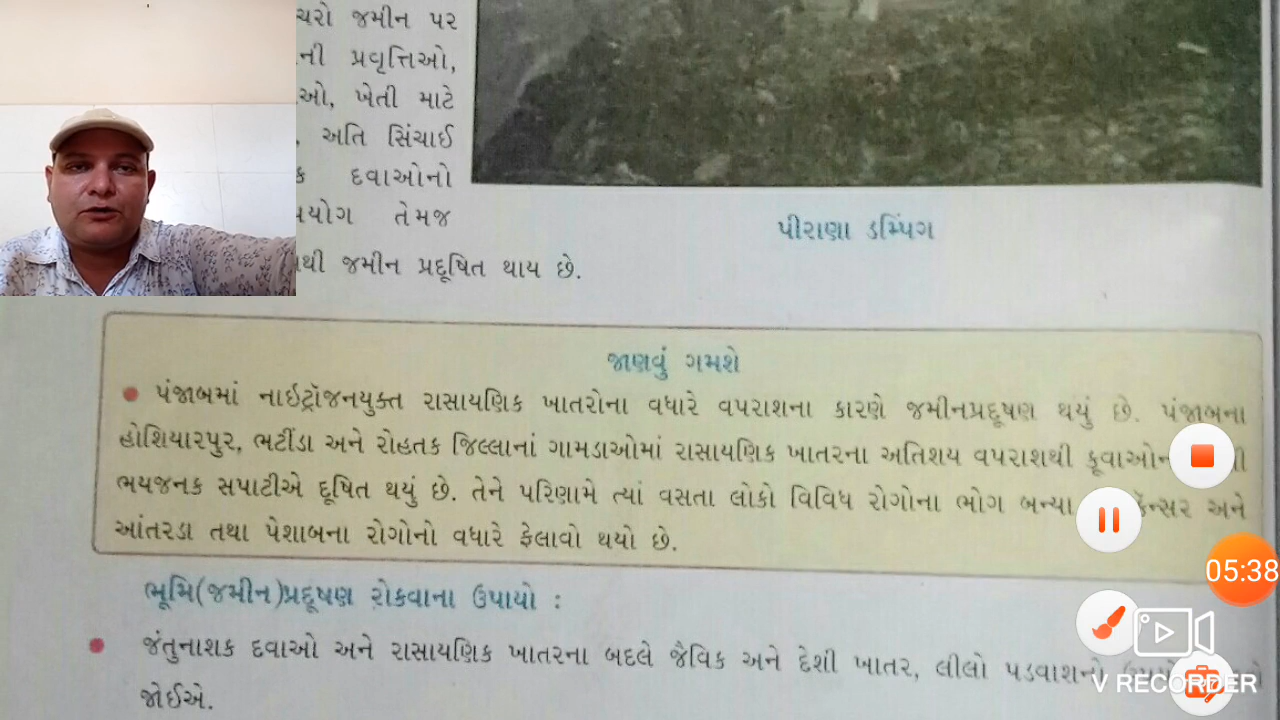 જમીન પર
પ્રવૃત્તિઓ,
ખેતી માટે
અતિ સિંચાઈ
દવાઓનો
તેમજ
પીરાણા ડમ્પિંગ
જમીન પ્રદૂષિત થાય છે.
જાણવું ગમશે
પંજાબમાં નાઇટ્રોજનયુક્ત રાસાયણિક ખાતરોના વધારે વપરાશના કારણે જમીનપ્રદૂષણ થયું છે. પંજાબના
હોશિયારપુર, ભટીંડા અને રોહતક જિલ્લાનાં ગામડાઓમાં રાસાયણિક ખાતરના અતિશય વપરાશથી
ભયજનક સપાટીએ દૂષિત થયું છે. તેને પરિણામે ત્યાં વસતા લોકો વિવિધ રોગોના ભોગ બન્યા અને
આંતરડા તથા પેશાબના રોગોનો વધારે ફેલાવો થયો છે.
05:38
ભૂમિ(જમીન)પ્રદૂષણ રોકવાના ઉપાયો :
જંતુનાશક દવાઓ અને રાસાયણિક ખાતરના બદલે જૈવિક અને દેશી ખાતર, લીલો પડવાશનો
V RECORDER
જોઈએ.